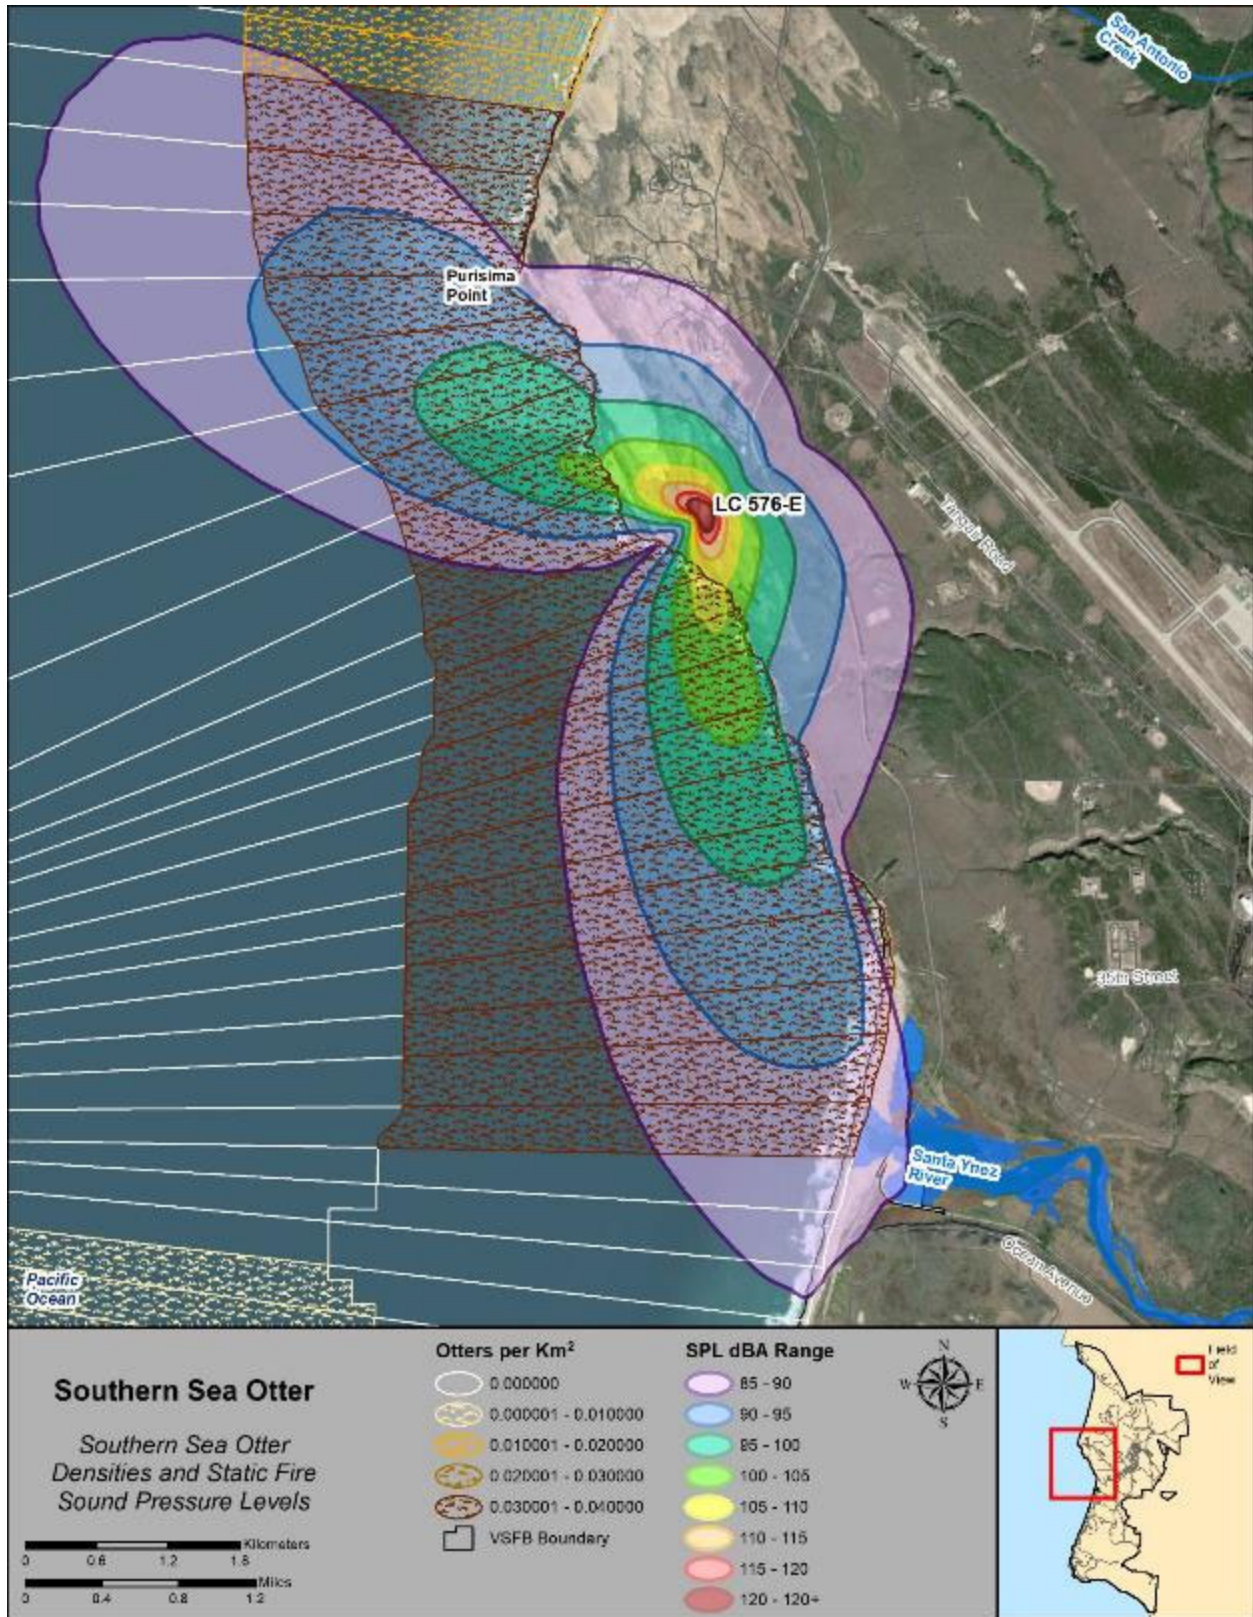 San Antonio
Creek
Purisima
Point
LC 576-E
Tangair Road
35th Street
Santa Ynez
River
Ocean Avenue
Pacific
Ocean
Southern Sea Otter
Southern Sea Otter
Densities and Static Fire
Sound Pressure Levels
Kilometers
0 0.6 1.2 1.8
Miles
0 0.4 0.8 1.2
Otters per Km²
0.000000
0.000001 - 0.010000
0.010001 - 0.020000
0.020001 - 0.030000
0.030001 - 0.040000
VSFB Boundary
SPL dBA Range
85 - 90
90 - 95
95 - 100
100 - 105
105 - 110
110 - 115
115 - 120
120 - 120+
N
W E
S
Field
of
View